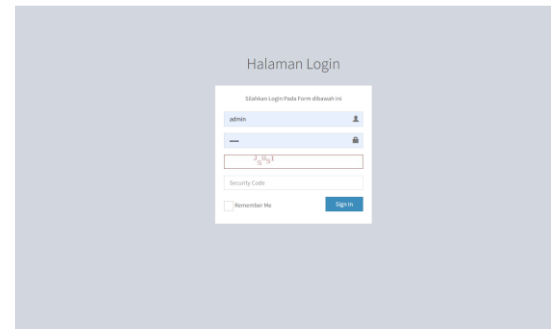 Halaman Login
Silahkan Login Pada Form dibawah ini
admin
Security Code
Remember Me
Sign In